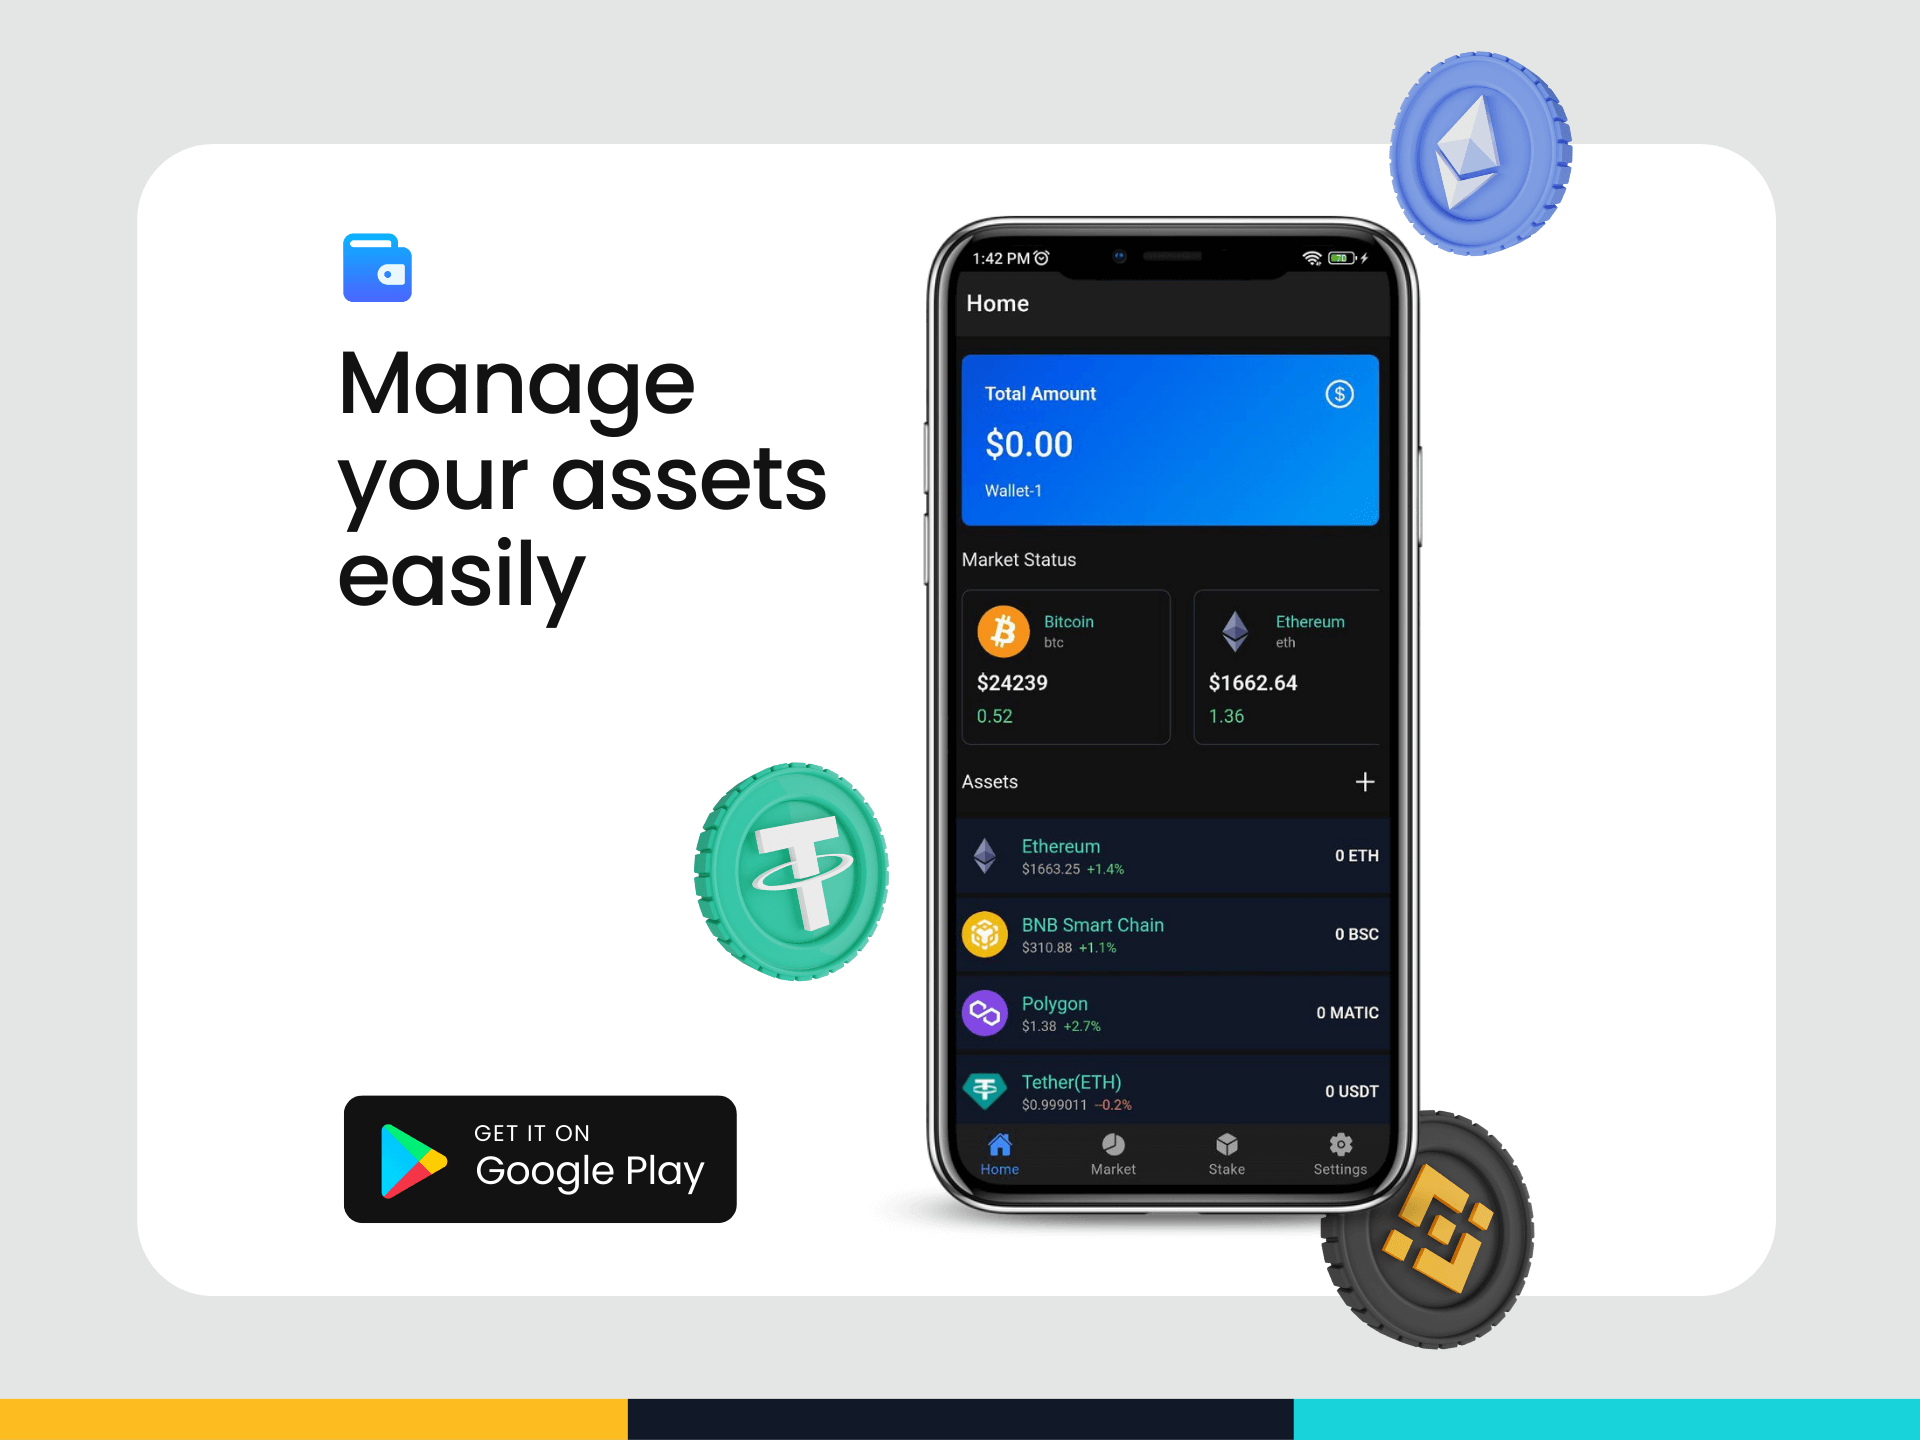 Manage
your assets
easily
GET IT ON
Google Play
1:42 PM
70
Home
Total Amount
$0.00
Wallet-1
Market Status
Bitcoin
btc
$24239
0.52
Ethereum
eth
$1662.64
1.36
Assets
Ethereum
$1663.25 +1.4%
0 ETH
BNB Smart Chain
$310.88 +1.1%
0 BSC
Polygon
$1.38 +2.7%
0 MATIC
Tether(ETH)
$0.999011 --0.2%
0 USDT
Home
Market
Stake
Settings